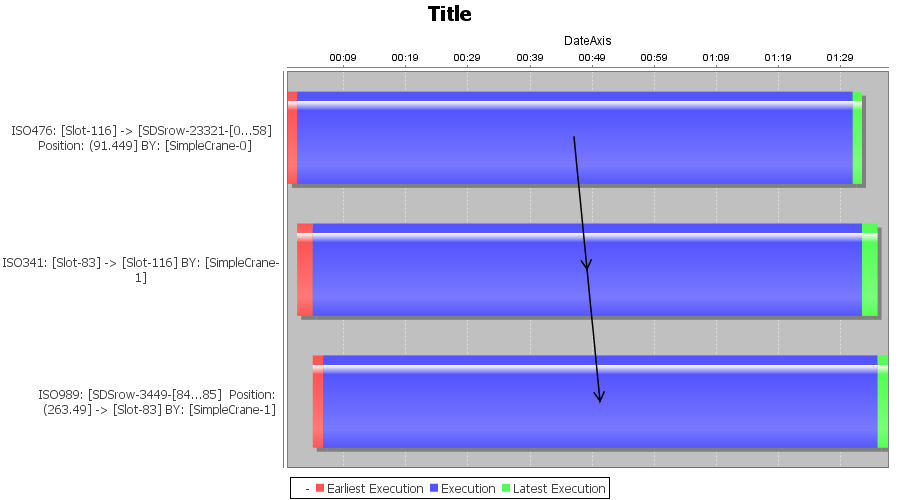 Title
DateAxis
00:09 00:19 00:29 00:39 00:49 00:59 01:09 01:19 01:29
ISO476: [Slot-116] -> [SDSrow-23321-[0...58]
Position: (91.449] BY: [SimpleCrane-0]
ISO341: [Slot-83] -> [Slot-116] BY: [SimpleCrane-
1]
ISO989: [SDSrow-3449-[84...85] Position:
(263.49] -> [Slot-83] BY: [SimpleCrane-1]
- Earliest Execution Execution Latest Execution